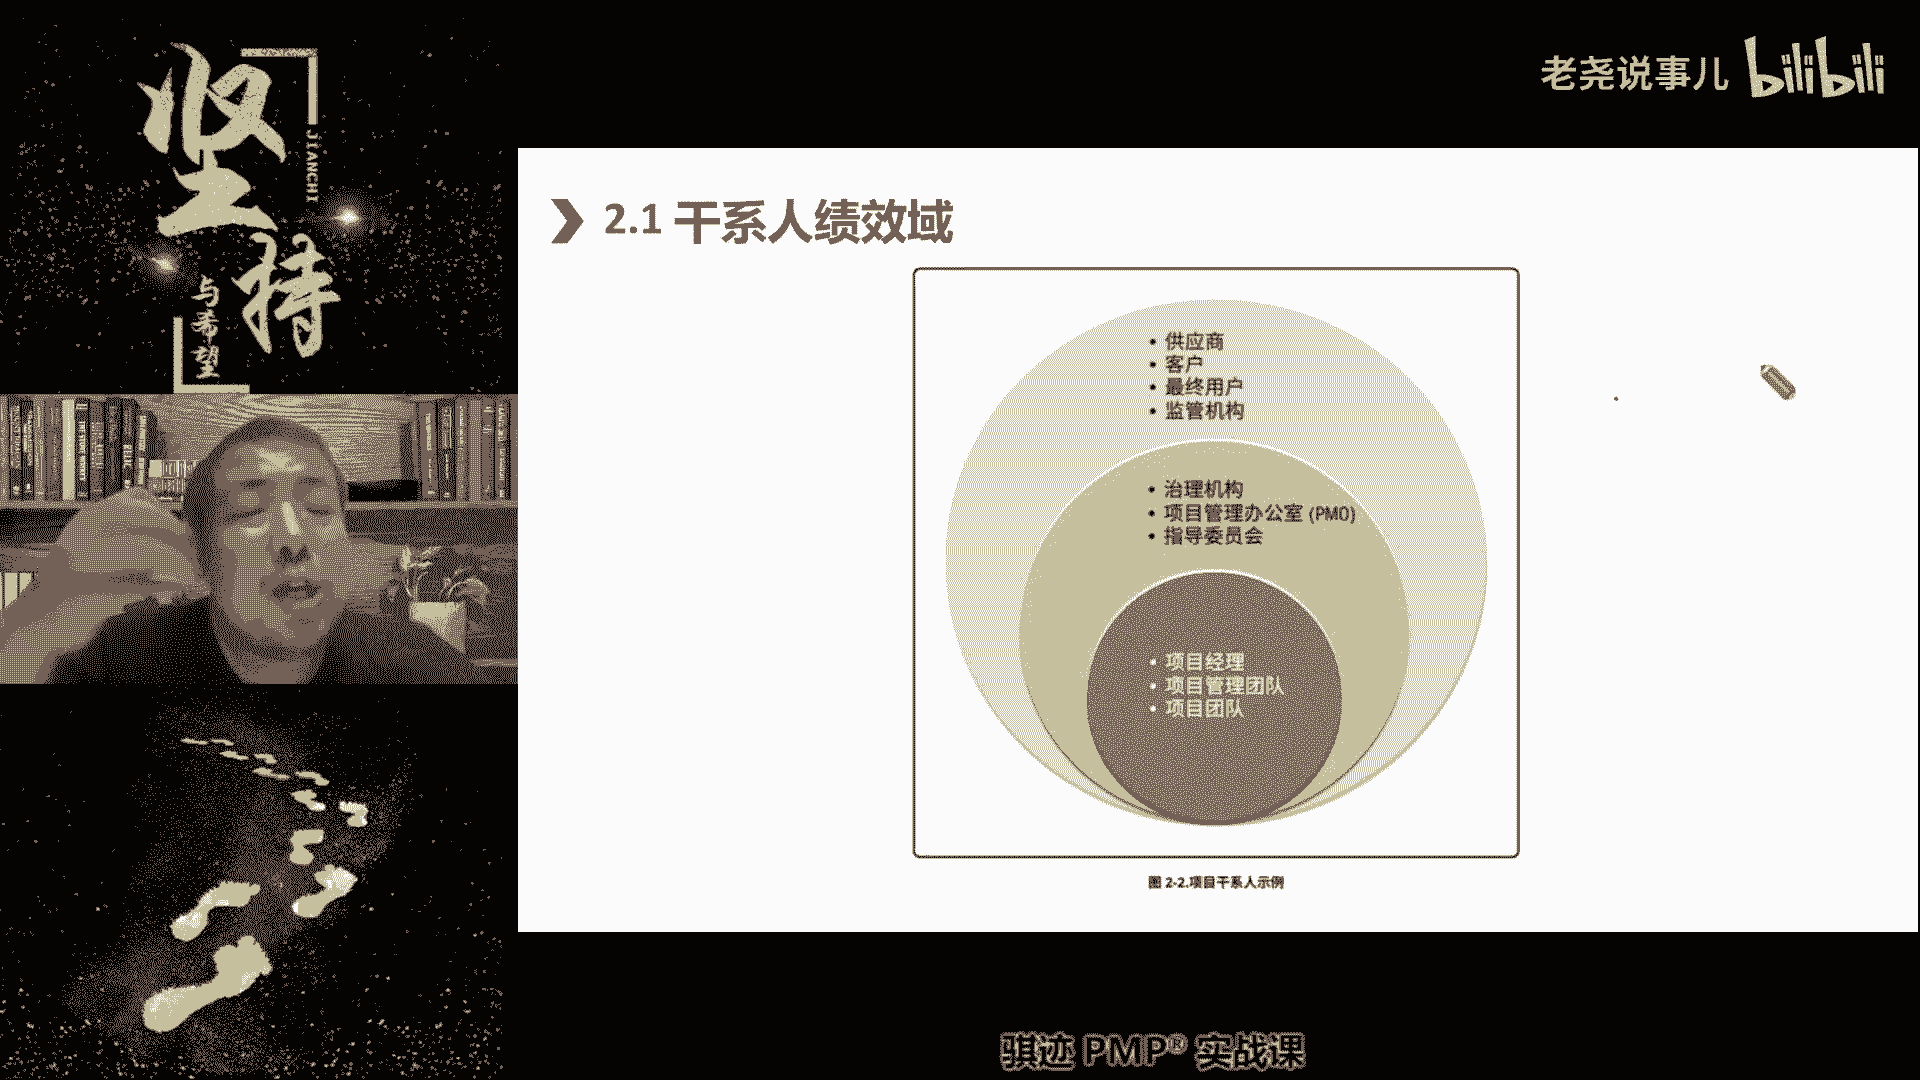 坚持
JIANCHI
与希望
老尧说事儿 bilibili
2.1 干系人绩效域
• 供应商
• 客户
• 最终用户
• 监管机构
• 治理机构
• 项目管理办公室 (PMO)
• 指导委员会
• 项目经理
• 项目管理团队
• 项目团队
图 2-2.项目干系人示例
骐迹 PMP® 实战课